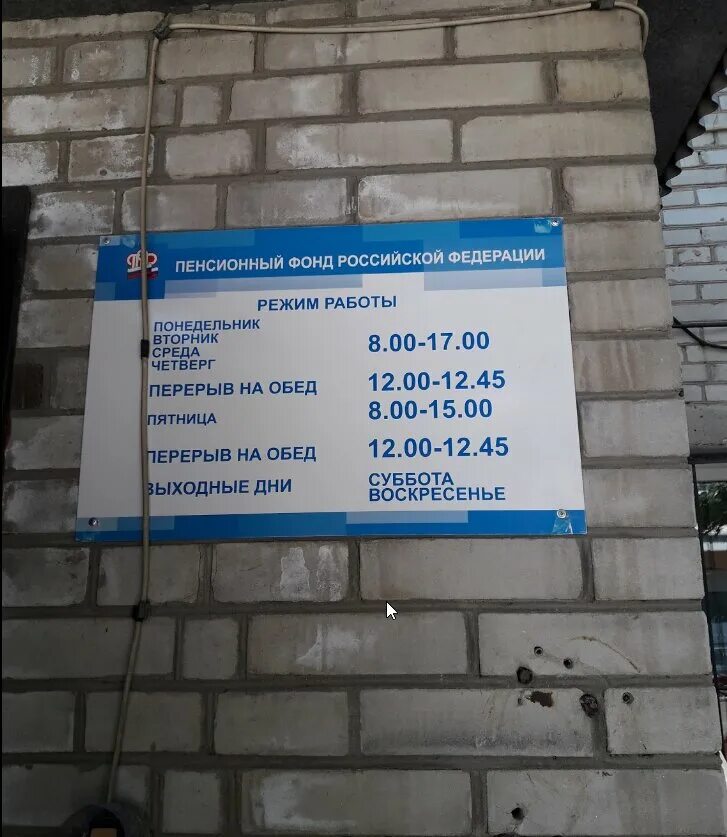 ПФР ПЕНСИОННЫЙ ФОНД РОССИЙСКОЙ ФЕДЕРАЦИИ
РЕЖИМ РАБОТЫ
ПОНЕДЕЛЬНИК
ВТОРНИК
СРЕДА
ЧЕТВЕРГ
8.00-17.00
ПЕРЕРЫВ НА ОБЕД 12.00-12.45
ПЯТНИЦА 8.00-15.00
ПЕРЕРЫВ НА ОБЕД 12.00-12.45
ВЫХОДНЫЕ ДНИ СУББОТА
ВОСКРЕСЕНЬЕ